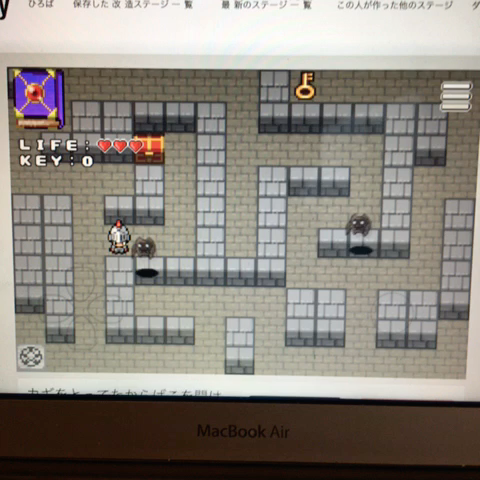 y
ひろば 保存した 改 造ステージ 一 覧 最 新のステージ 一 覧 この人が作った他のステージ
LIFE:
KEY:0
MacBook Air